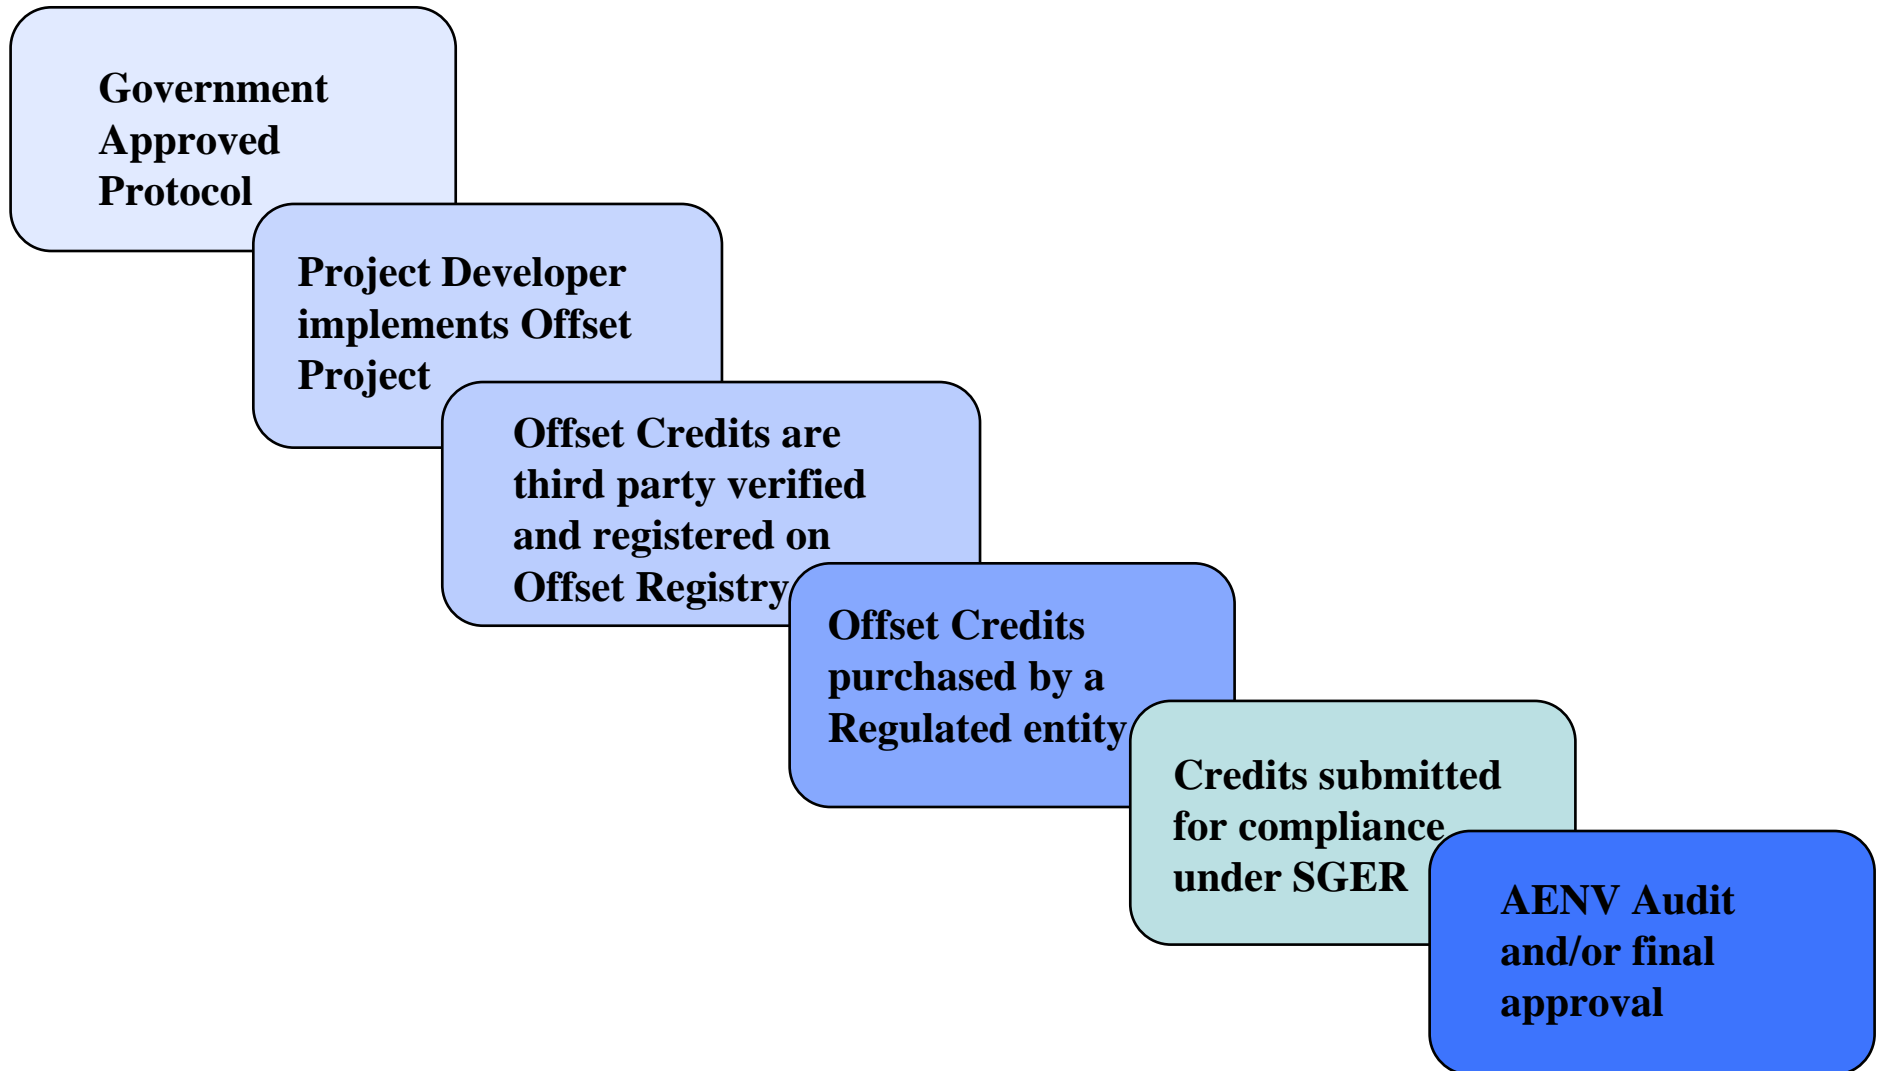 Government
Approved
Protocol
Project Developer
implements Offset
Project
Offset Credits are
third party verified
and registered on
Offset Registry
Offset Credits
purchased by a
Regulated entity
Credits submitted
for compliance
under SGER
AENV Audit
and/or final
approval